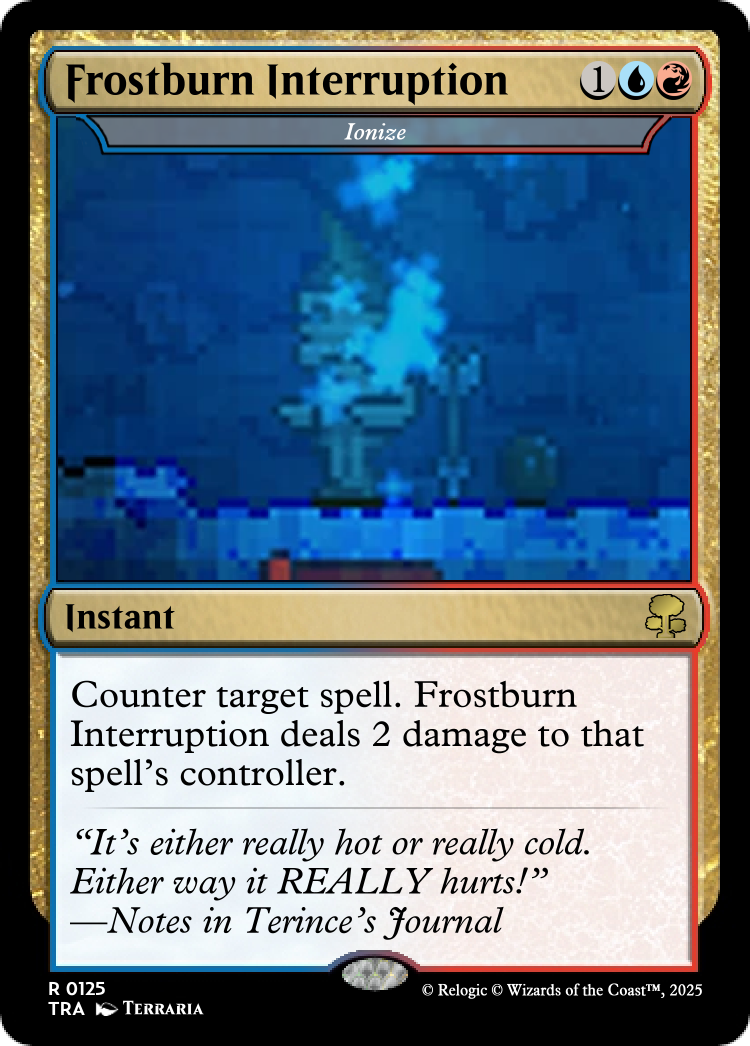 Frostburn Interruption 1
Ionize
Instant
Counter target spell. Frostburn
Interruption deals 2 damage to that
spell's controller.
“It's either really hot or really cold.
Either way it REALLY hurts!”
—Notes in Terince's Journal
R 0125
TRA Terraria
© Relogic © Wizards of the Coast™, 2025